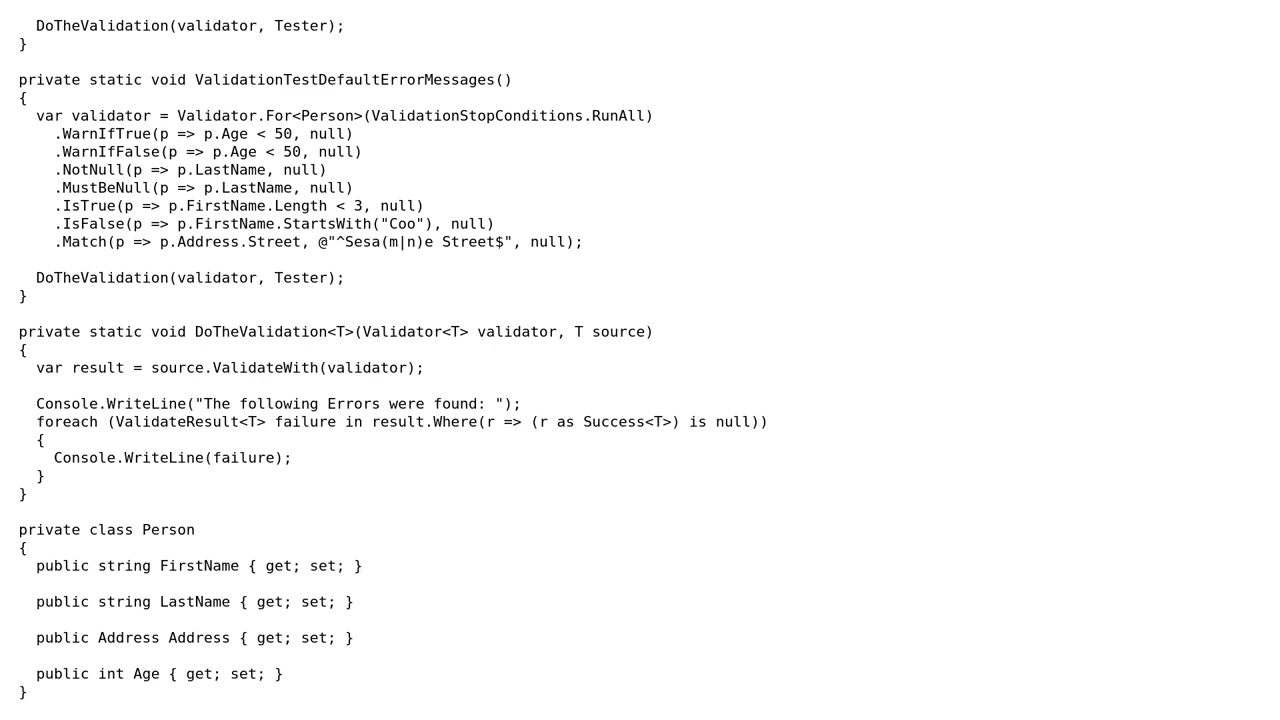 DoTheValidation(validator, Tester);
}

private static void ValidationTestDefaultErrorMessages()
{
  var validator = Validator.For<Person>(ValidationStopConditions.RunAll)
    .WarnIfTrue(p => p.Age < 50, null)
    .WarnIfFalse(p => p.Age < 50, null)
    .NotNull(p => p.LastName, null)
    .MustBeNull(p => p.LastName, null)
    .IsTrue(p => p.FirstName.Length < 3, null)
    .IsFalse(p => p.FirstName.StartsWith("Coo"), null)
    .Match(p => p.Address.Street, @"^Sesa(m|n)e Street$", null);

  DoTheValidation(validator, Tester);
}

private static void DoTheValidation<T>(Validator<T> validator, T source)
{
  var result = source.ValidateWith(validator);

  Console.WriteLine("The following Errors were found: ");
  foreach (ValidateResult<T> failure in result.Where(r => (r as Success<T>) is null))
  {
    Console.WriteLine(failure);
  }
}

private class Person
{
  public string FirstName { get; set; }

  public string LastName { get; set; }

  public Address Address { get; set; }

  public int Age { get; set; }
}